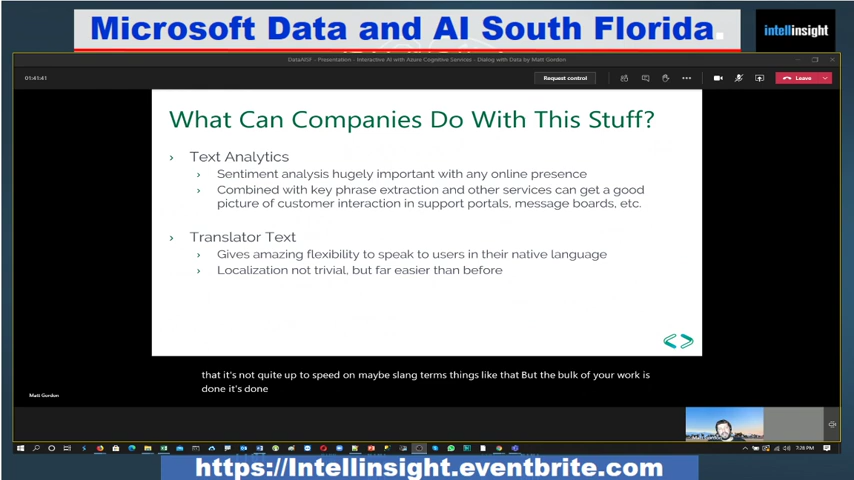 Microsoft Data and AI South Florida.
intellinsight
DataAISF - Presentation - Interactive AI with Azure Cognitive Services - Dialog with Data by Matt Gordon
01:41:41
Request control
Leave
What Can Companies Do With This Stuff?
› Text Analytics
› Sentiment analysis hugely important with any online presence
› Combined with key phrase extraction and other services can get a good
picture of customer interaction in support portals, message boards, etc.
› Translator Text
› Gives amazing flexibility to speak to users in their native language
› Localization not trivial, but far easier than before
that it's not quite up to speed on maybe slang terms things like that But the bulk of your work is
done it's done
Matt Gordon
7:28 PM
https://Intellinsight.eventbrite.com